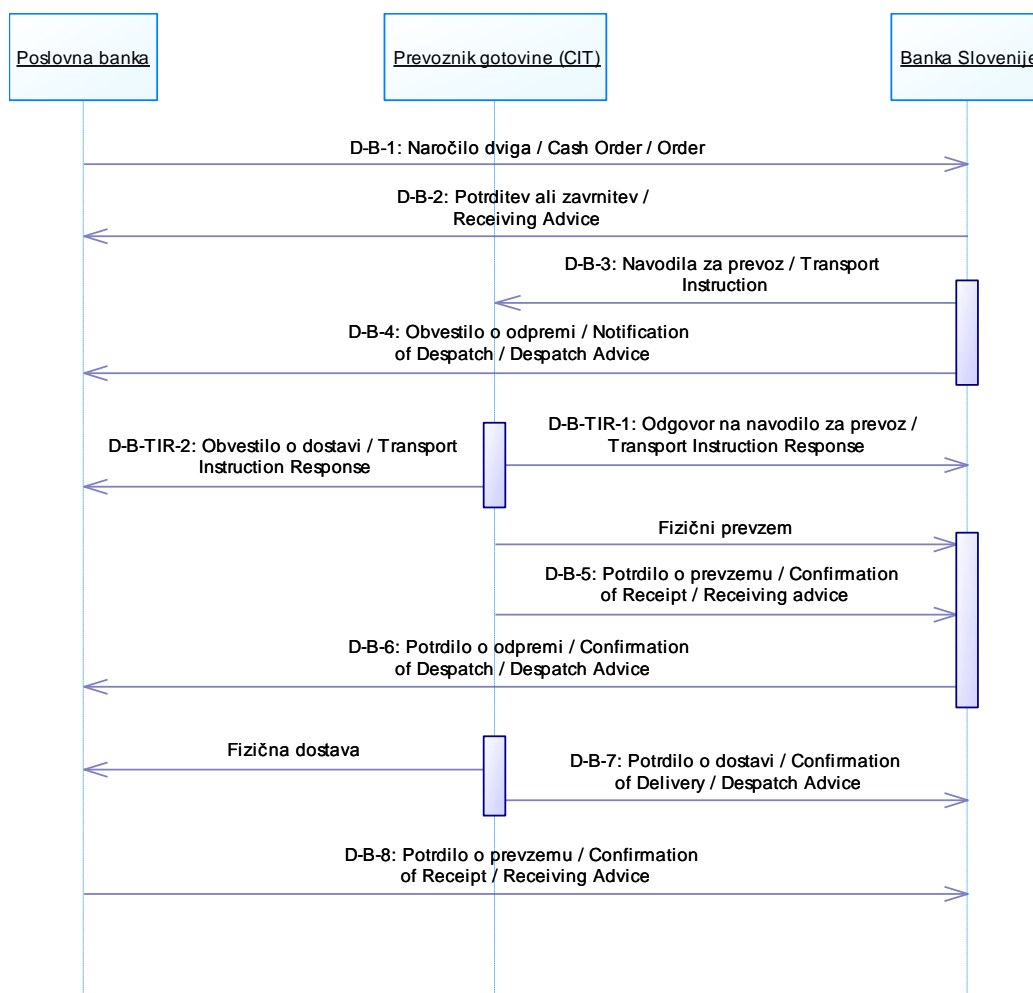 Poslovna banka
Prevoznik gotovine (CIT)
Banka Slovenije
D-B-1: Naročilo dviga / Cash Order / Order
D-B-2: Potrditev ali zavrnitev /
Receiving Advice
D-B-3: Navodila za prevoz / Transport
Instruction
D-B-4: Obvestilo o odpremi / Notification
of Despatch / Despatch Advice
D-B-TIR-2: Obvestilo o dostavi / Transport
Instruction Response
D-B-TIR-1: Odgovor na navodilo za prevoz /
Transport Instruction Response
Fizični prevzem
D-B-5: Potrdilo o prevzemu / Confirmation
of Receipt / Receiving advice
D-B-6: Potrdilo o odpremi / Confirmation
of Despatch / Despatch Advice
Fizična dostava
D-B-7: Potrdilo o dostavi / Confirmation
of Delivery / Despatch Advice
D-B-8: Potrdilo o prevzemu / Confirmation
of Receipt / Receiving Advice